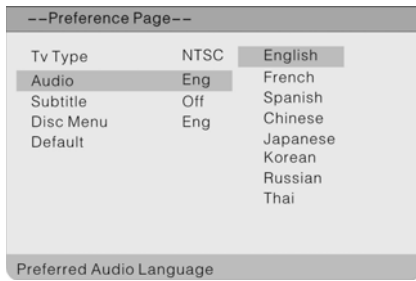 --Preference Page--
Tv Type NTSC English
Audio Eng French
Subtitle Off Spanish
Disc Menu Eng Chinese
Default Japanese
Korean
Russian
Thai
Preferred Audio Language